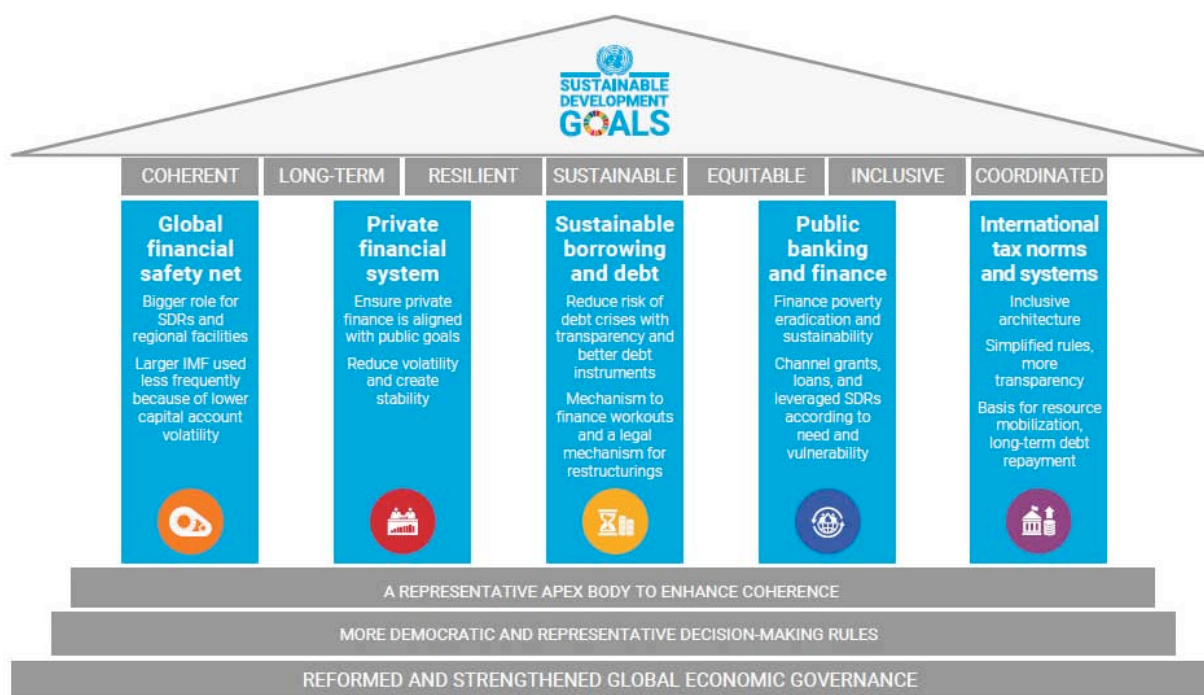 SUSTAINABLE
DEVELOPMENT
GOALS
COHERENT
LONG-TERM
RESILIENT
SUSTAINABLE
EQUITABLE
INCLUSIVE
COORDINATED
Global
financial
safety net
Bigger role for
SDRs and
regional facilities
Larger IMF used
less frequently
because of lower
capital account
volatility
Private
financial
system
Ensure private
finance is aligned
with public goals
Reduce volatility
and create
stability
Sustainable
borrowing
and debt
Reduce risk of
debt crises with
transparency and
better debt
instruments
Mechanism to
finance workouts
and a legal
mechanism for
restructurings
Public
banking
and finance
Finance poverty
eradication and
sustainability
Channel grants,
loans, and
leveraged SDRs
according to
need and
vulnerability
International
tax norms
and systems
Inclusive
architecture
Simplified rules,
more
transparency
Basis for resource
mobilization,
long-term debt
repayment
A REPRESENTATIVE APEX BODY TO ENHANCE COHERENCE
MORE DEMOCRATIC AND REPRESENTATIVE DECISION-MAKING RULES
REFORMED AND STRENGTHENED GLOBAL ECONOMIC GOVERNANCE